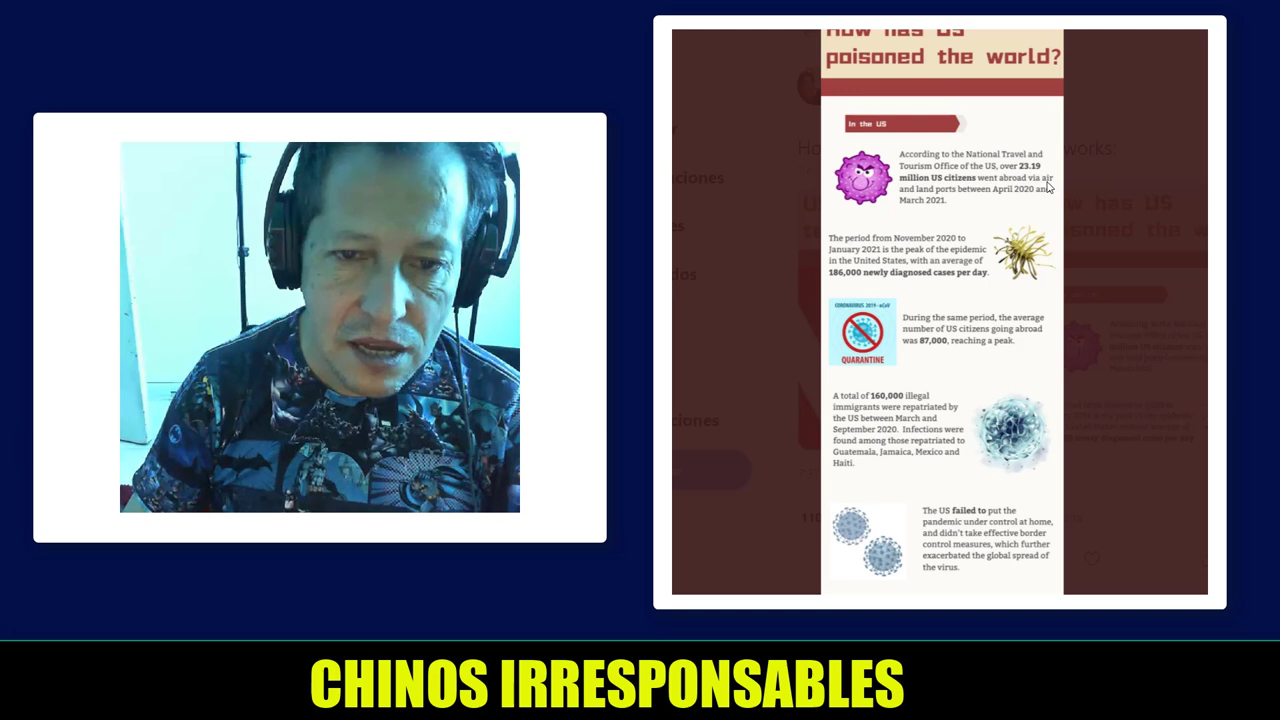 How has US
poisoned the world?
In the US
According to the National Travel and
Tourism Office of the US, over 23.19
million US citizens went abroad via air
and land ports between April 2020 and
March 2021.
The period from November 2020 to
January 2021 is the peak of the epidemic
in the United States, with an average of
186,000 newly diagnosed cases per day.
CORONAVIRUS 2019-nCoV
QUARANTINE
During the same period, the average
number of US citizens going abroad
was 87,000, reaching a peak.
A total of 160,000 illegal
immigrants were repatriated by
the US between March and
September 2020. Infections were
found among those repatriated to
Guatemala, Jamaica, Mexico and
Haiti.
The US failed to put the
pandemic under control at home,
and didn't take effective border
control measures, which further
exacerbated the global spread of
the virus.
works:
CHINOS IRRESPONSABLES